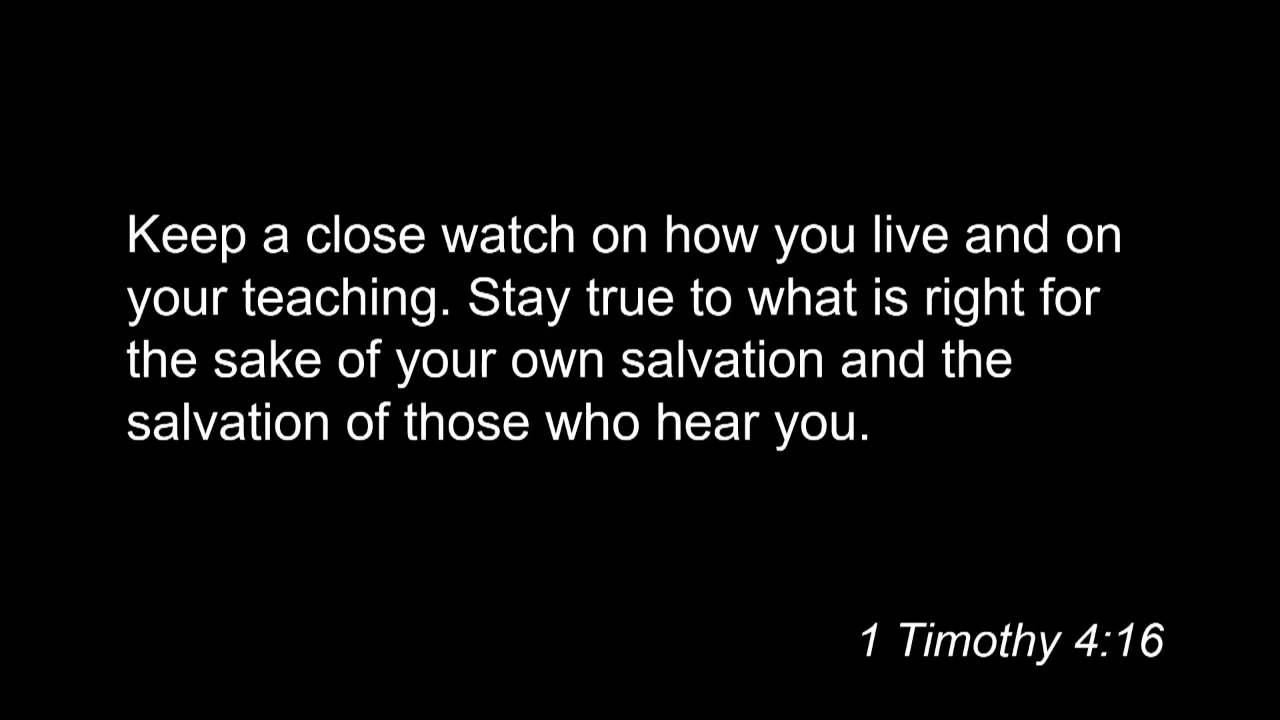 Keep a close watch on how you live and on
your teaching. Stay true to what is right for
the sake of your own salvation and the
salvation of those who hear you.
1 Timothy 4:16